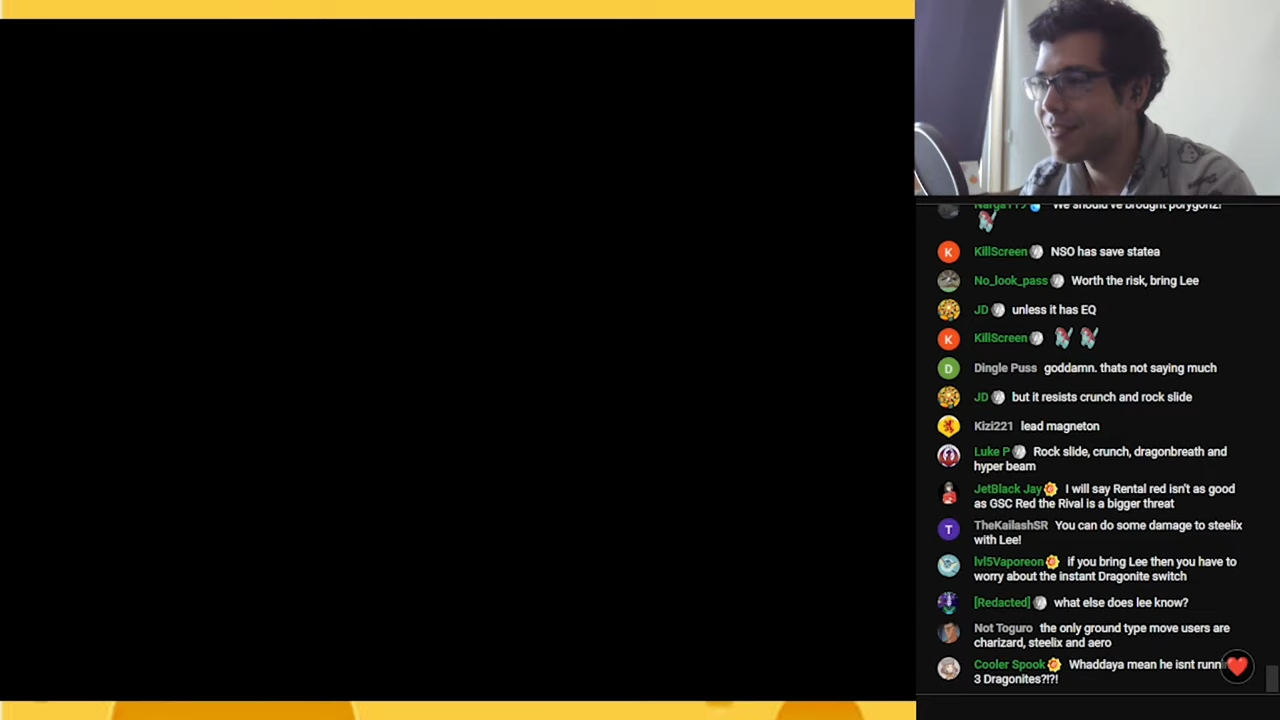 Narga119 We should've brought porygon2!
KillScreen NSO has save statea
No_look_pass Worth the risk, bring Lee
JD unless it has EQ
KillScreen
Dingle Puss goddamn. thats not saying much
JD but it resists crunch and rock slide
Kizi221 lead magneton
Luke P Rock slide, crunch, dragonbreath and
hyper beam
JetBlack Jay I will say Rental red isn't as good
as GSC Red the Rival is a bigger threat
TheKailashSR You can do some damage to steelix
with Lee!
lvl5Vaporeon if you bring Lee then you have to
worry about the instant Dragonite switch
[Redacted] what else does lee know?
Not Toguro the only ground type move users are
charizard, steelix and aero
Cooler Spook Whaddaya mean he isnt runn
3 Dragonites?!?!